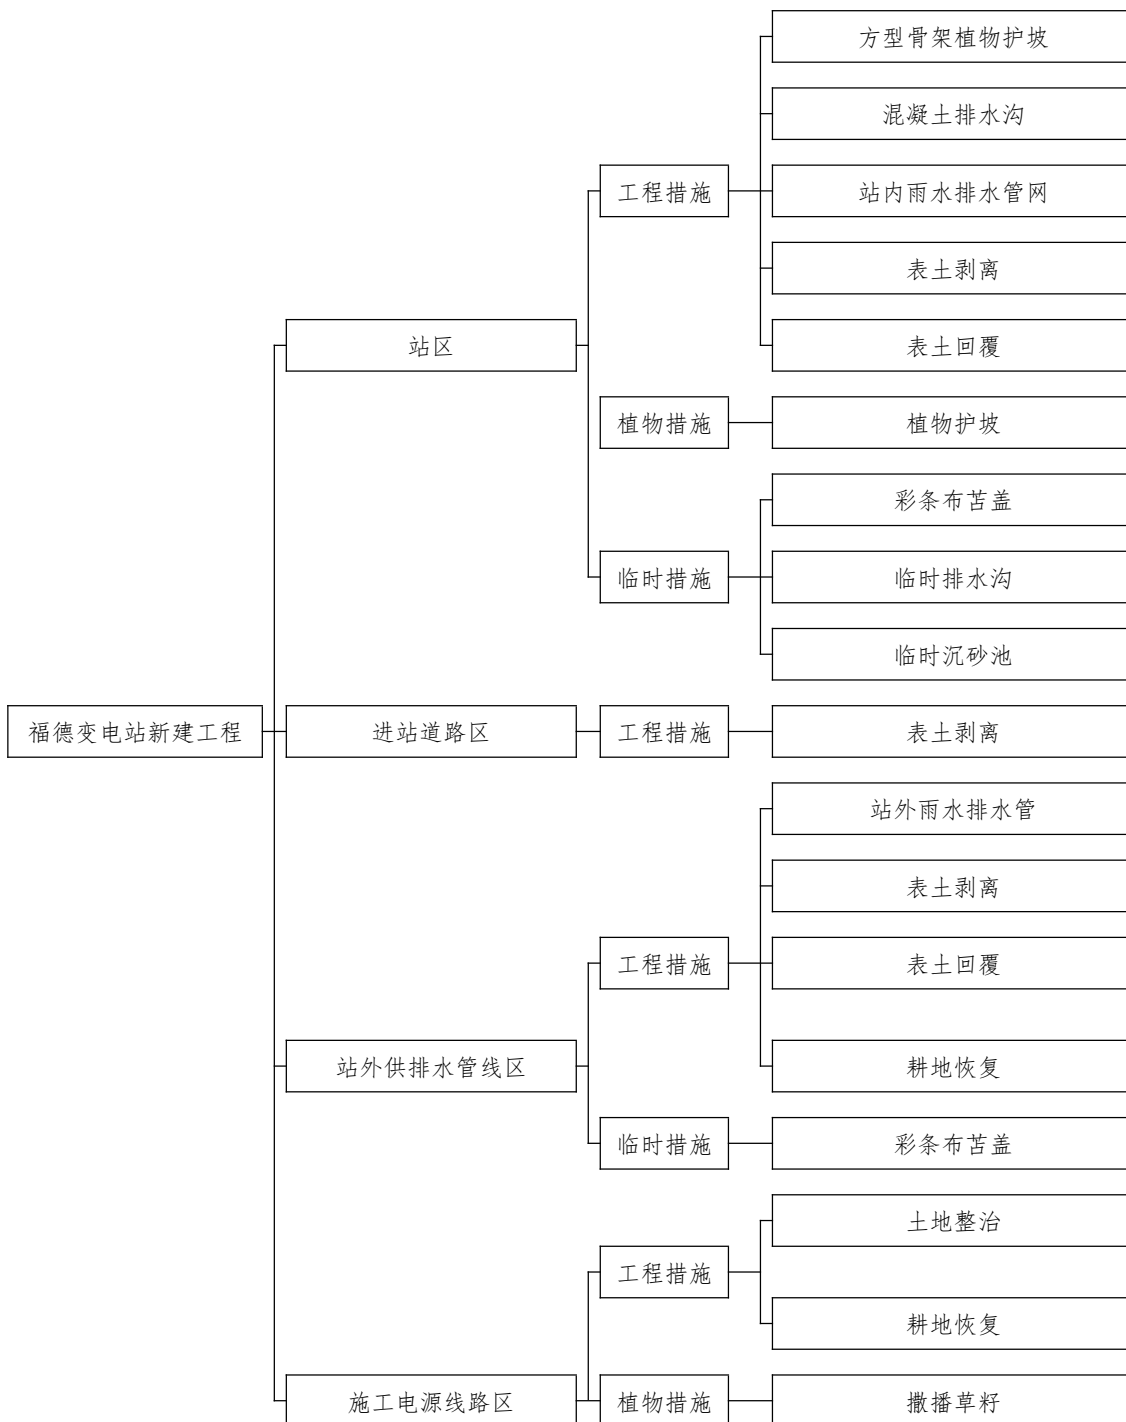 福德变电站新建工程
站区
工程措施
方型骨架植物护坡
混凝土排水沟
站内雨水排水管网
表土剥离
表土回覆
植物措施
植物护坡
临时措施
彩条布苫盖
临时排水沟
临时沉砂池
进站道路区
工程措施
表土剥离
站外供排水管线区
工程措施
站外雨水排水管
表土剥离
表土回覆
耕地恢复
临时措施
彩条布苫盖
施工电源线路区
工程措施
土地整治
耕地恢复
植物措施
撒播草籽